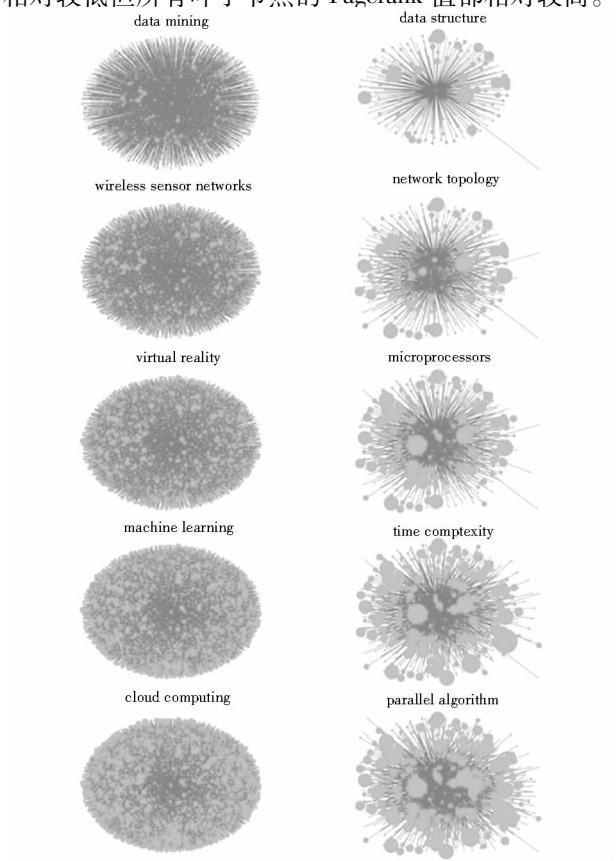 相对较低但所有叶子节点的 Pagerank 值都相对较高。
data mining
data structure
wireless sensor networks
network topology
virtual reality
microprocessors
machine learning
time comptexity
cloud computing
parallel algorithm